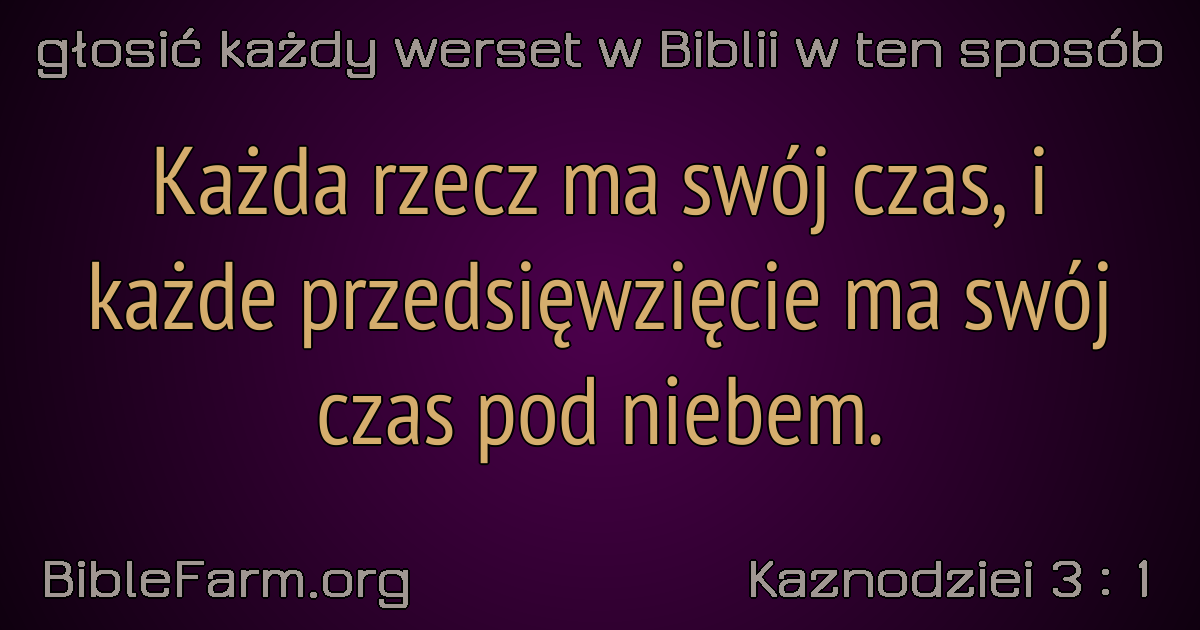 głosić każdy werset w Biblii w ten sposób
Każda rzecz ma swój czas, i
każde przedsięwzięcie ma swój
czas pod niebem.
BibleFarm.org
Kaznodziei 3 : 1